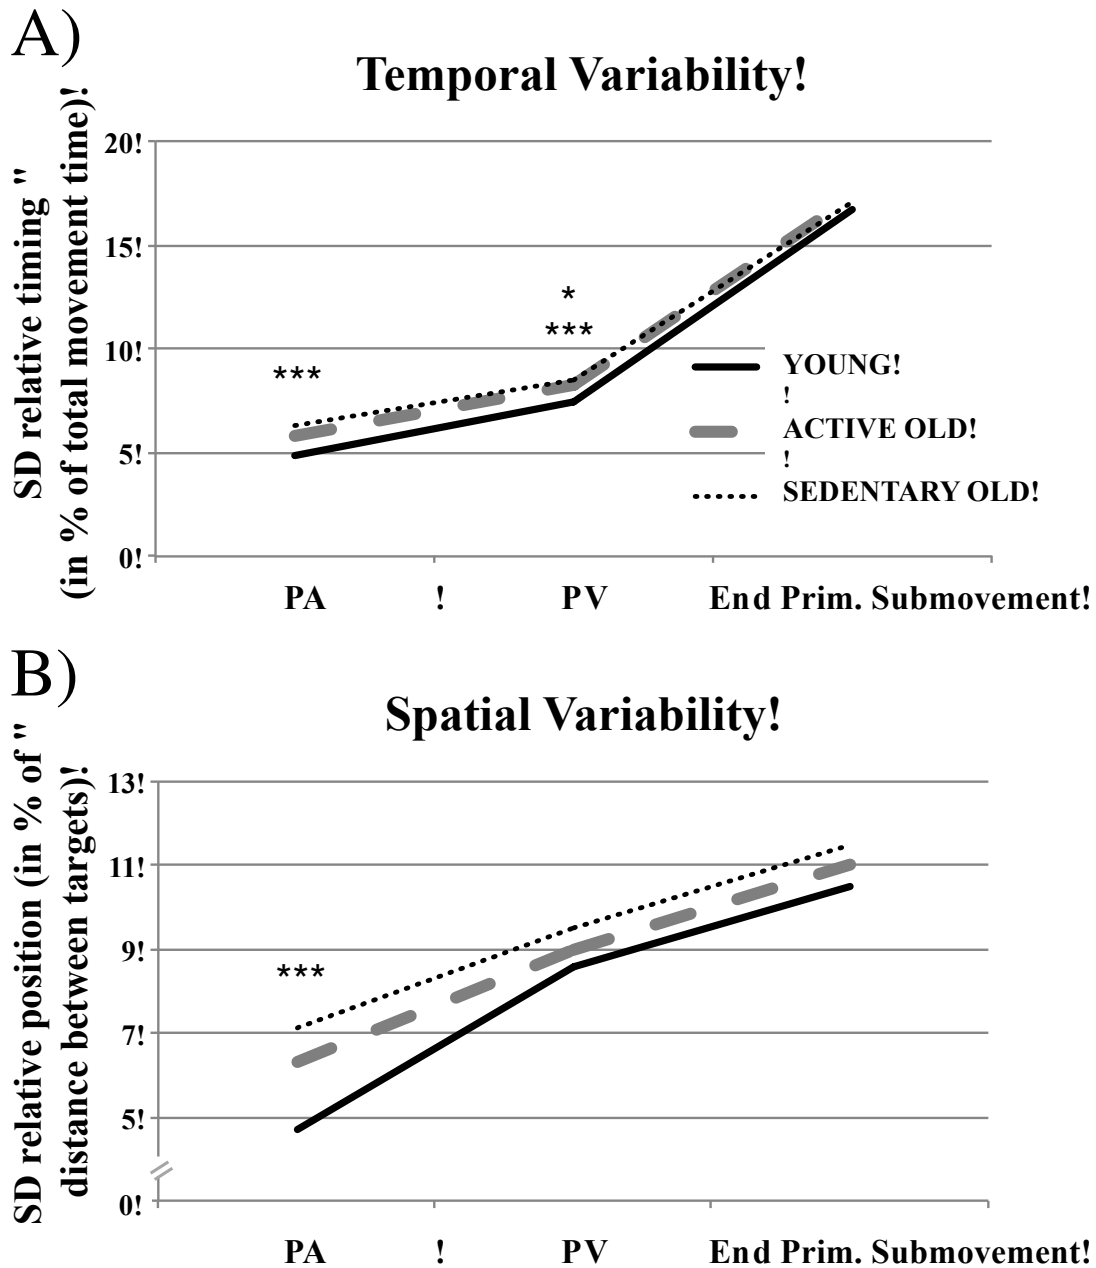 A)
Temporal Variability!
SD relative timing "
(in % of total movement time)!
20!
15!
10!
5!
0!
***
*
***
YOUNG!
!
ACTIVE OLD!
!
SEDENTARY OLD!
PA ! PV End Prim. Submovement!
B)
Spatial Variability!
SD relative position (in % of "
distance between targets)!
13!
11!
9!
7!
5!
0!
***
PA ! PV End Prim. Submovement!